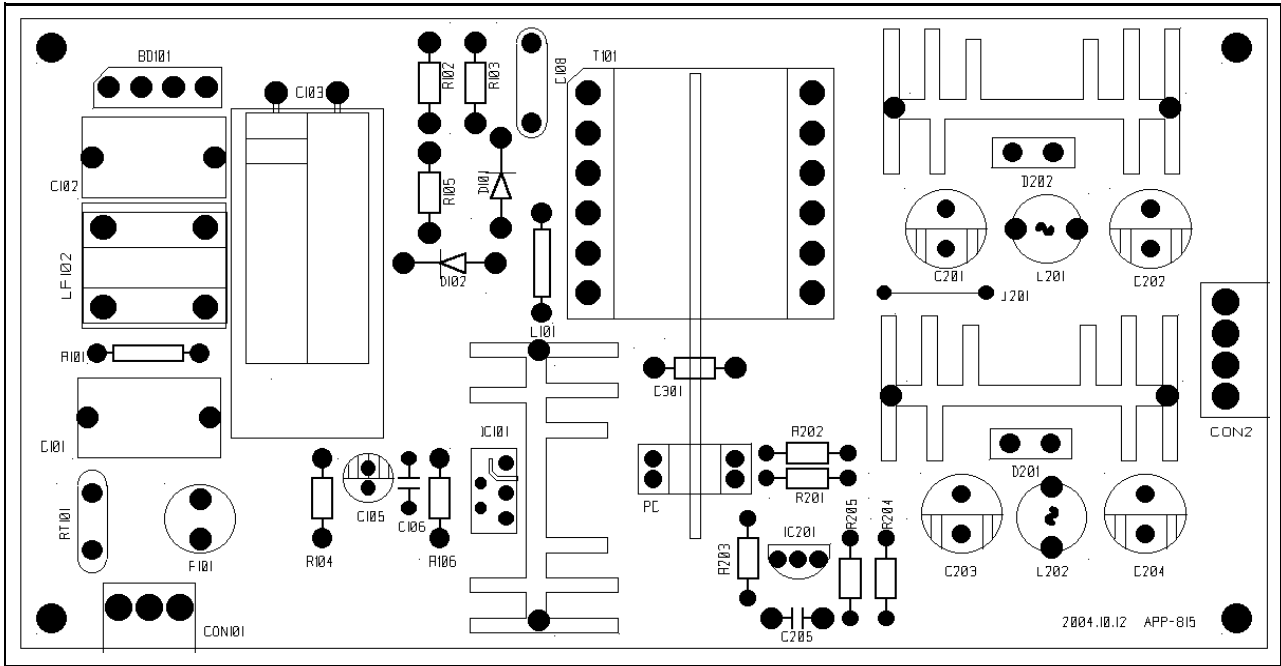 BD101
C103
R102
R103
C108
T101
C102
R105
D101
D202
LF102
D102
C201
L201
C202
J201
L101
R101
C301
C101
IC101
R202
CON2
D201
RT101
R104
C105
C106
R106
PC
R201
R205
R204
F101
R203
IC201
C203
L202
C204
CON101
C205
2004.10.12 APP-815